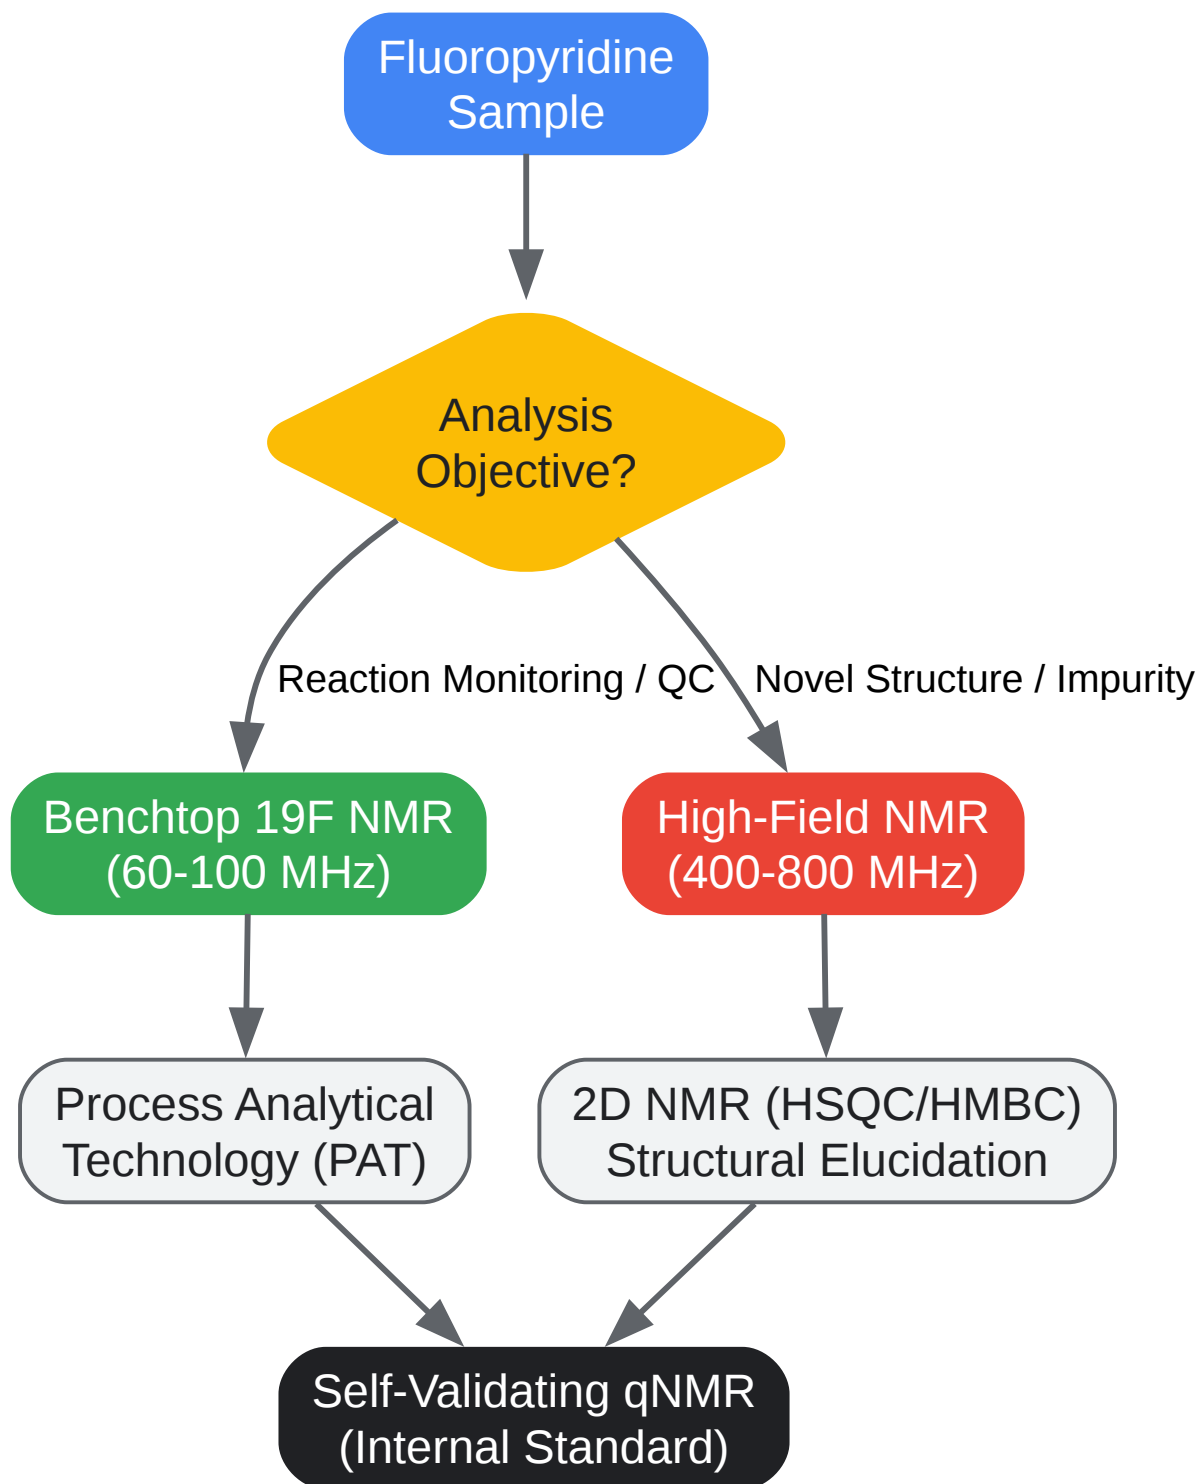 Fluoropyridine
Sample
Analysis
Objective?
Reaction Monitoring / QC
Novel Structure / Impurity
Benchtop 19F NMR
(60-100 MHz)
High-Field NMR
(400-800 MHz)
Process Analytical
Technology (PAT)
2D NMR (HSQC/HMBC)
Structural Elucidation
Self-Validating qNMR
(Internal Standard)